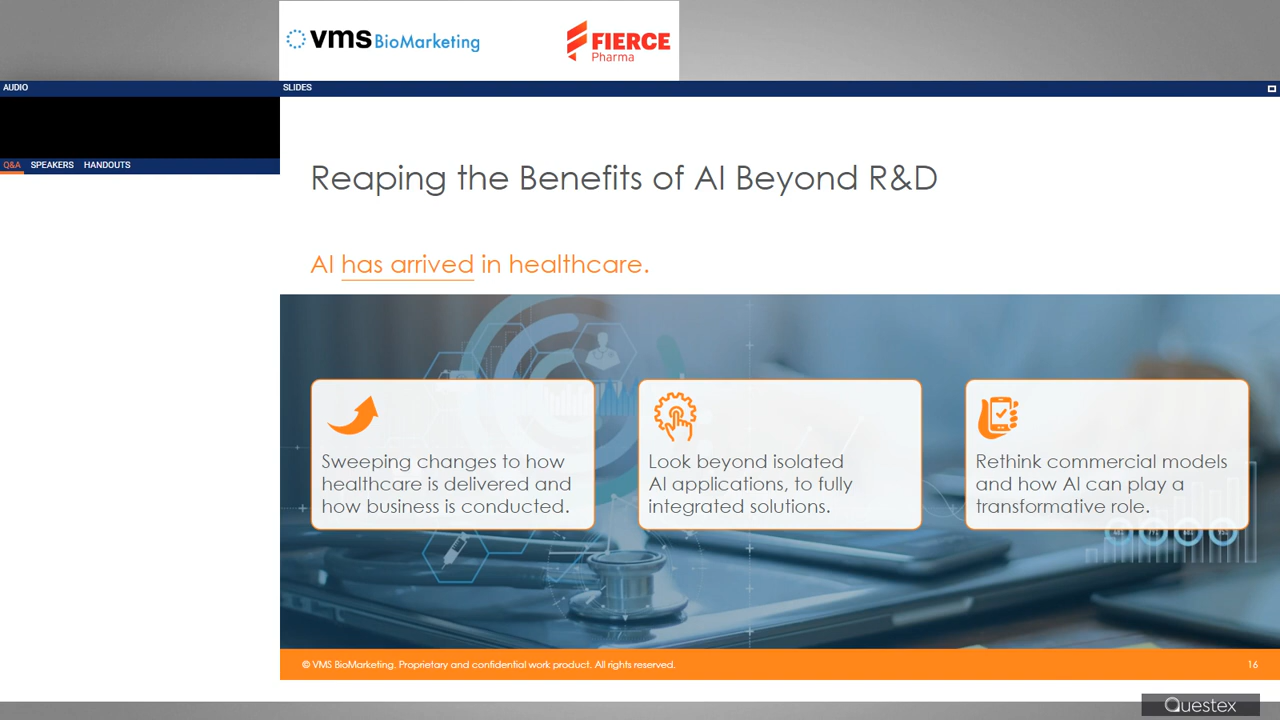 vms BioMarketing
FIERCE
Pharma
AUDIO
SLIDES
Q&A SPEAKERS HANDOUTS
Reaping the Benefits of AI Beyond R&D
AI has arrived in healthcare.
Sweeping changes to how
healthcare is delivered and
how business is conducted.
Look beyond isolated
AI applications, to fully
integrated solutions.
Rethink commercial models
and how AI can play a
transformative role.
© VMS BioMarketing. Proprietary and confidential work product. All rights reserved.
16
Questex